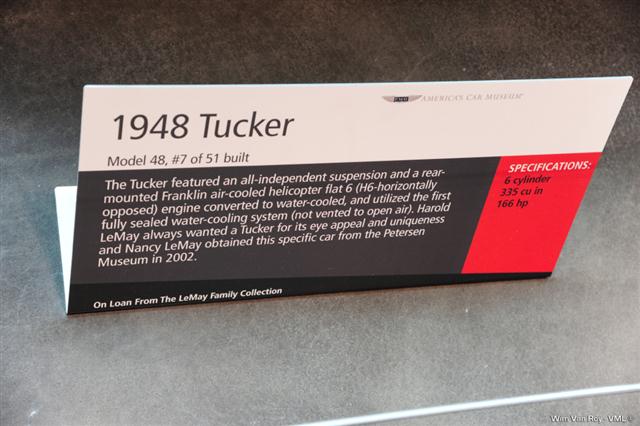 AMERICA'S CAR MUSEUM
1948 Tucker
Model 48, #7 of 51 built
The Tucker featured an all-independent suspension and a rear-
mounted Franklin air-cooled helicopter flat 6 (H6-horizontally
opposed) engine converted to water-cooled, and utilized the first
fully sealed water-cooling system (not vented to open air). Harold
LeMay always wanted a Tucker for its eye appeal and uniqueness
and Nancy LeMay obtained this specific car from the Petersen
Museum in 2002.
SPECIFICATIONS:
6 cylinder
335 cu in
166 hp
On Loan From The LeMay Family Collection
Wim Van Roy - VML ©